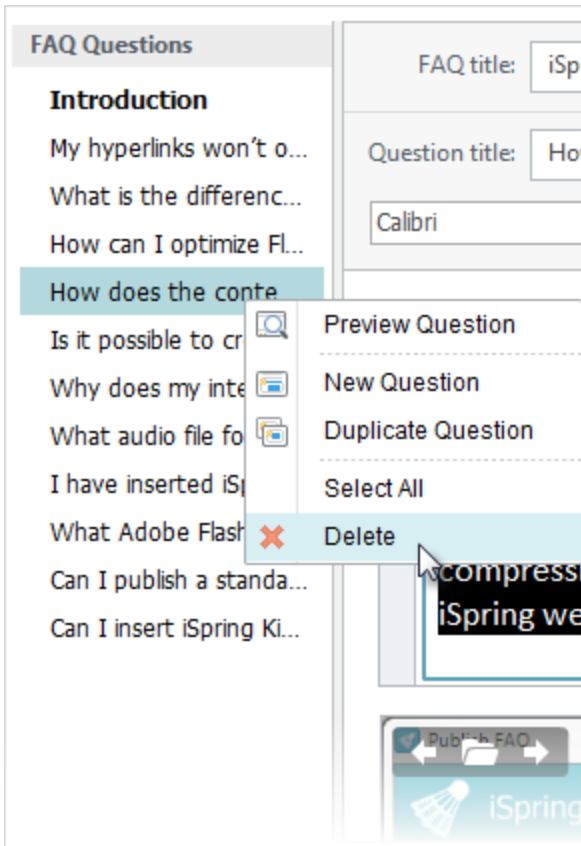 FAQ Questions
Introduction
My hyperlinks won't o...
What is the differenc...
How can I optimize Fl...
How does the conte
Is it possible to cr
Why does my inte
What audio file fo
I have inserted iSp
What Adobe Flash
Can I publish a standa...
Can I insert iSpring Ki...
FAQ title: iSp
Question title: Ho
Calibri
Preview Question
New Question
Duplicate Question
Select All
Delete
compressi
iSpring we
Publish FAQ
iSpring